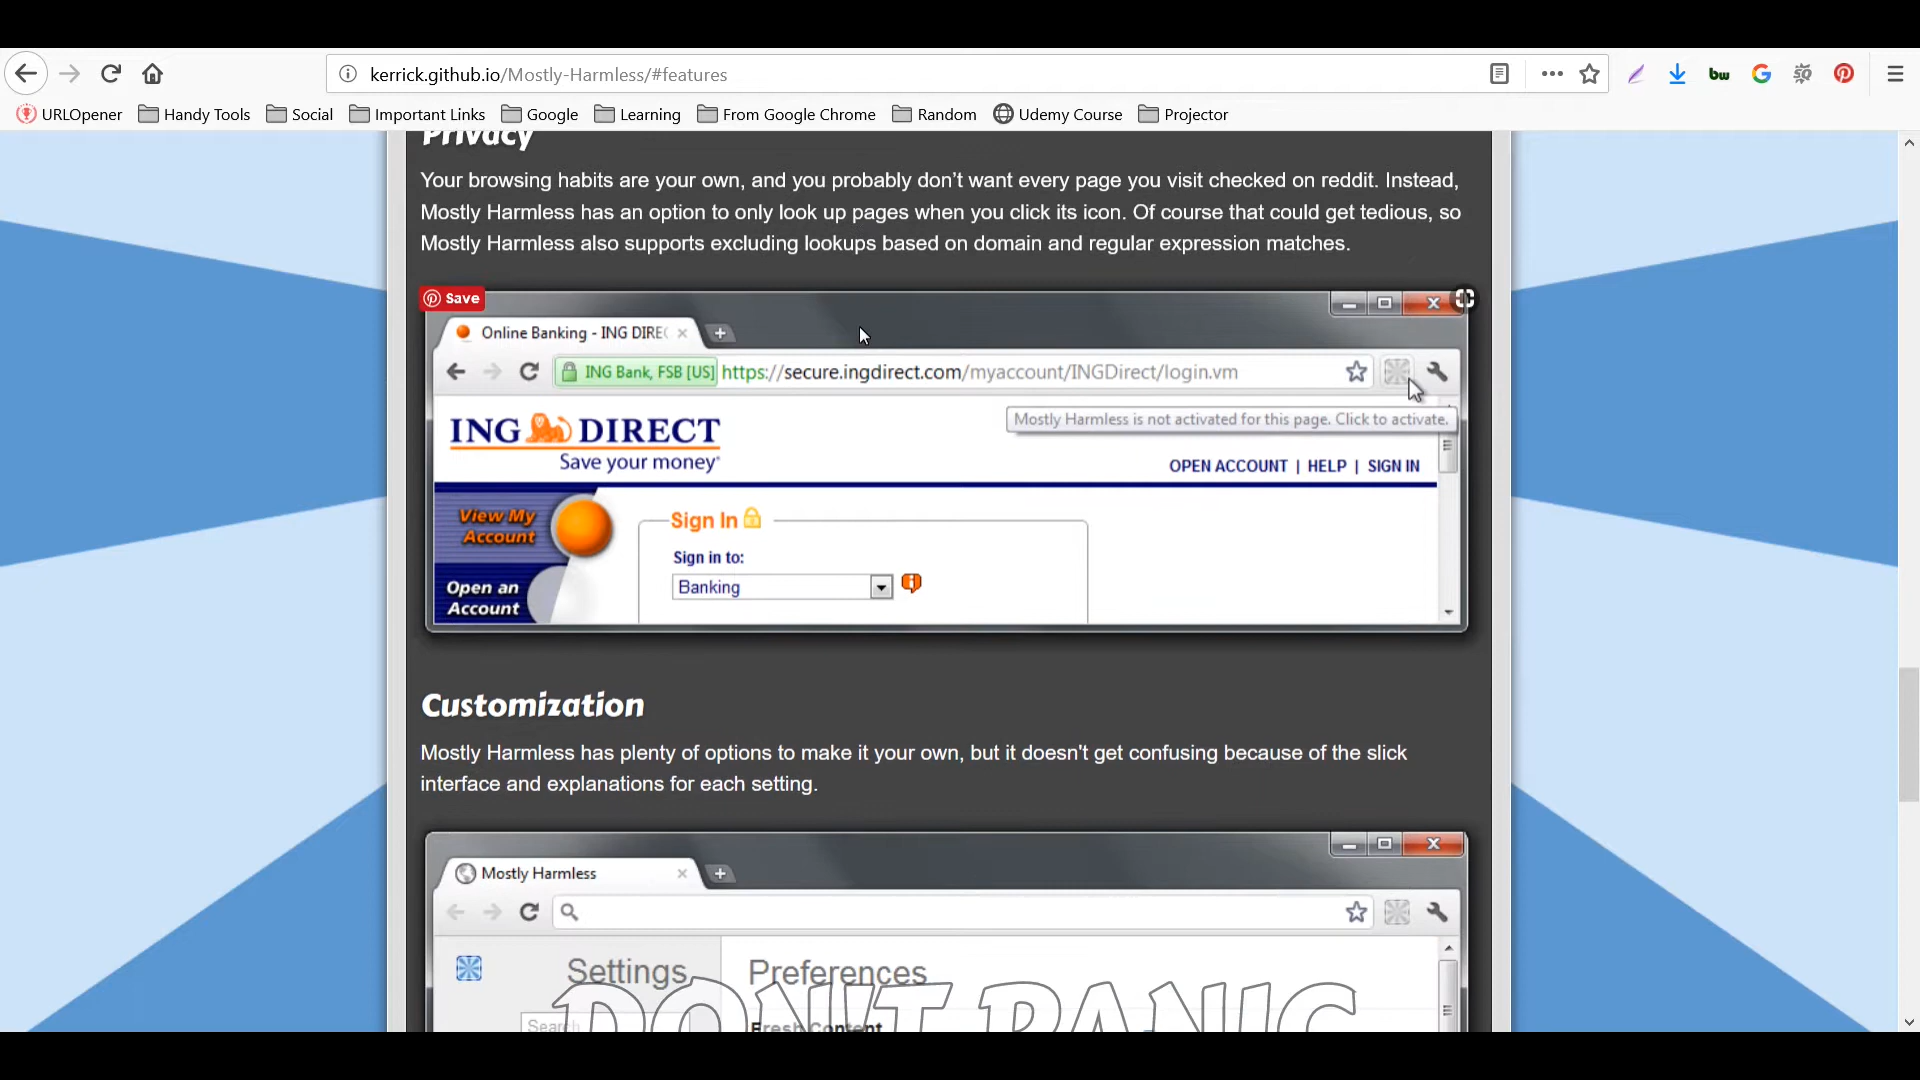 kerrick.github.io/Mostly-Harmless/#features
URLOpener Handy Tools Social Important Links Google Learning From Google Chrome Random Udemy Course Projector
Privacy
Your browsing habits are your own, and you probably don’t want every page you visit checked on reddit. Instead,
Mostly Harmless has an option to only look up pages when you click its icon. Of course that could get tedious, so
Mostly Harmless also supports excluding lookups based on domain and regular expression matches.
Save
Online Banking - ING DIREC
ING Bank, FSB [US] https://secure.ingdirect.com/myaccount/INGDirect/login.vm
Mostly Harmless is not activated for this page. Click to activate.
ING DIRECT
Save your money
OPEN ACCOUNT | HELP | SIGN IN
View My
Account
Sign In
Sign in to:
Banking
Open an
Account
Customization
Mostly Harmless has plenty of options to make it your own, but it doesn't get confusing because of the slick
interface and explanations for each setting.
Mostly Harmless
Settings Preferences
DON'T PANIC
Search
Fresh Content
bw